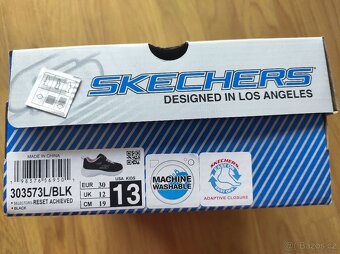 SKECHERS
DESIGNED IN LOS ANGELES
MADE IN CHINA
303573L/BLK
RESET ACHIEVED
BLACK
EUR 30
UK 12
CM 19
USA KIDS
13
MACHINE
WASHABLE
SKECHERS
ADAPTIVE CLOSURE